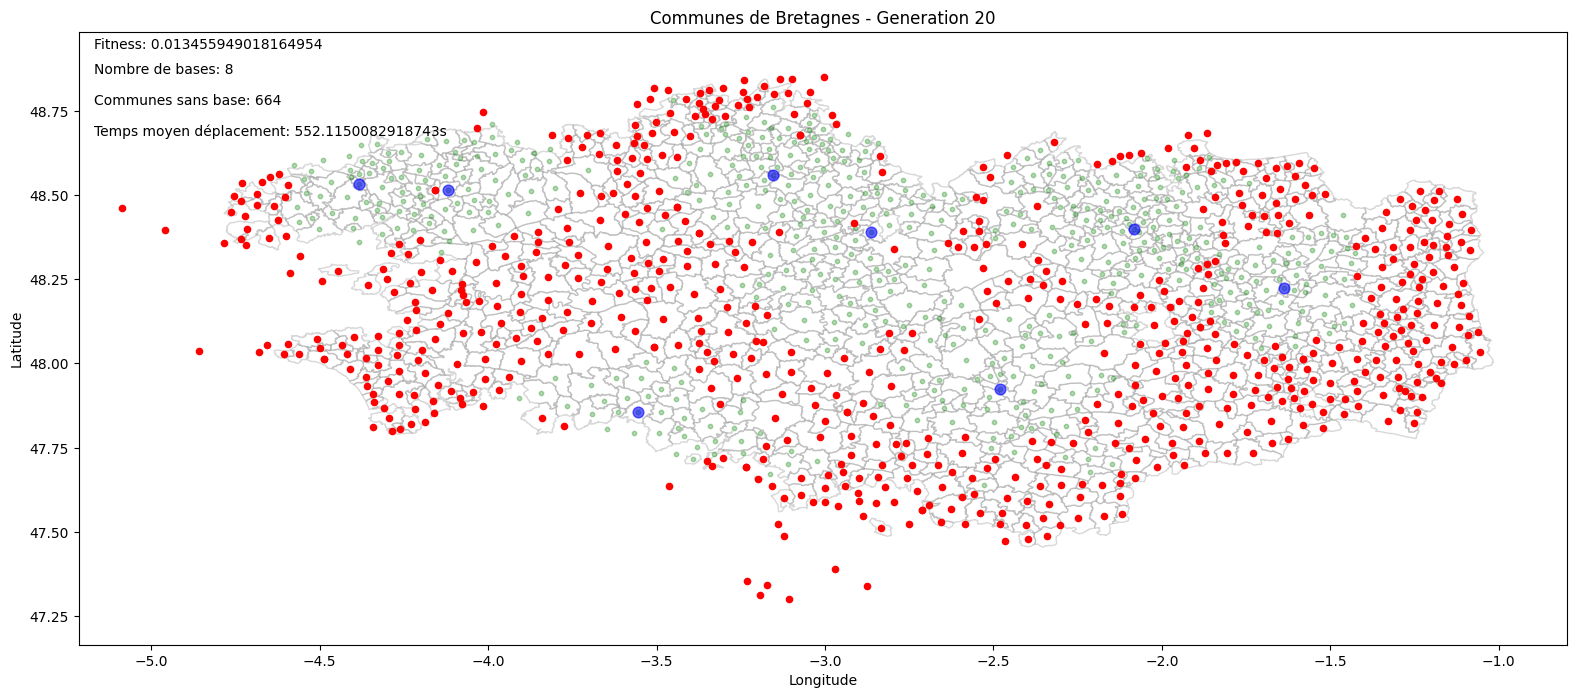 Communes de Bretagnes - Generation 20
Fitness: 0.013455949018164954
Nombre de bases: 8
Communes sans base: 664
Temps moyen déplacement: 552.1150082918743s
48.75
48.50
48.25
48.00
47.75
47.50
47.25
Latitude
−5.0 −4.5 −4.0 −3.5 −3.0 −2.5 −2.0 −1.5 −1.0
Longitude